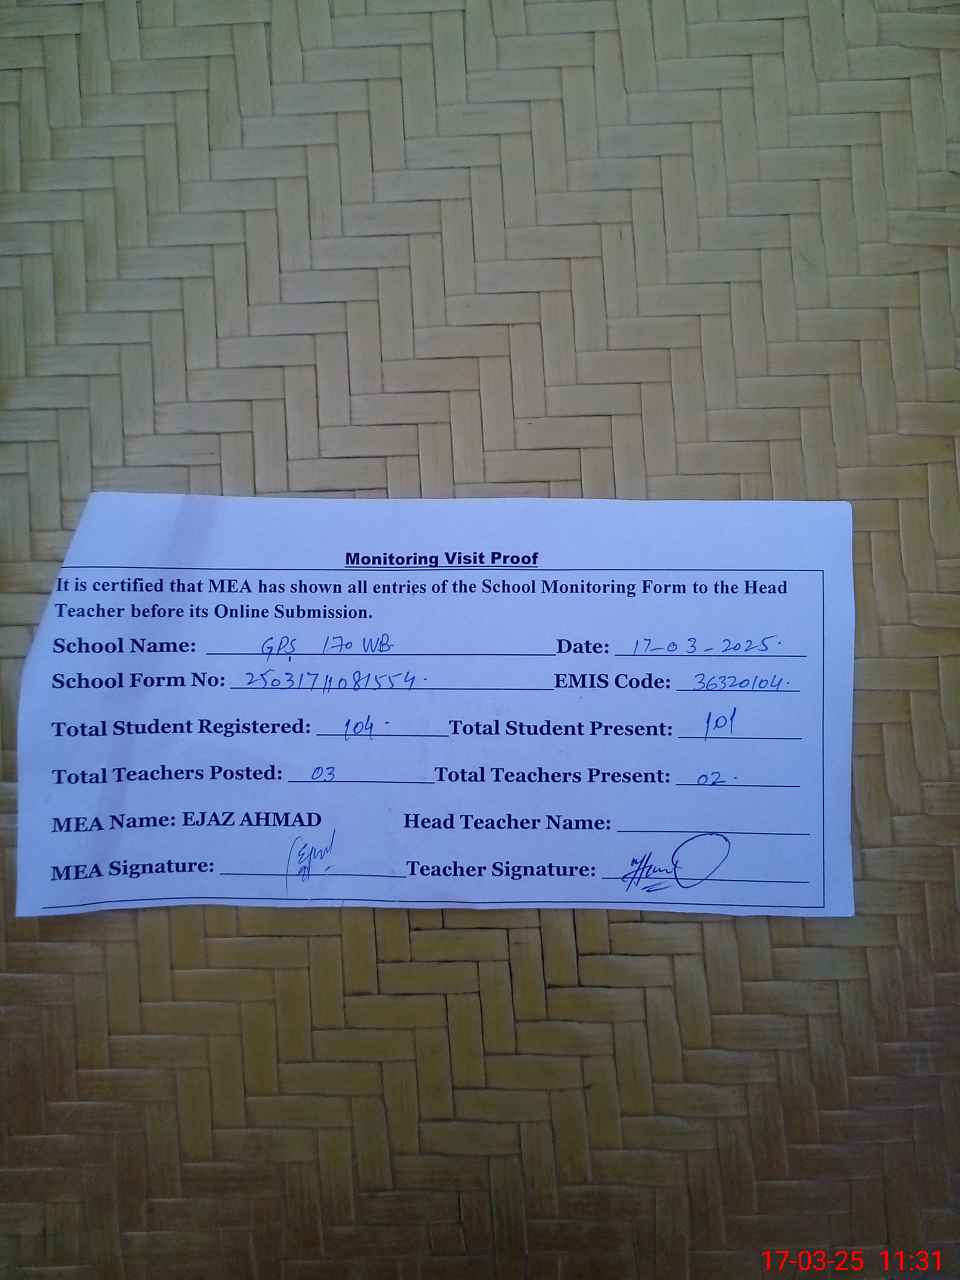 Monitoring Visit Proof
It is certified that MEA has shown all entries of the School Monitoring Form to the Head
Teacher before its Online Submission.
School Name: GPS 170 WB Date: 17-03-2025.
School Form No: 25031711081554. EMIS Code: 36320104.
Total Student Registered: 104. Total Student Present: 101
Total Teachers Posted: 03 Total Teachers Present: 02.
MEA Name: EJAZ AHMAD Head Teacher Name:
MEA Signature: Teacher Signature:
17-03-25 11:31